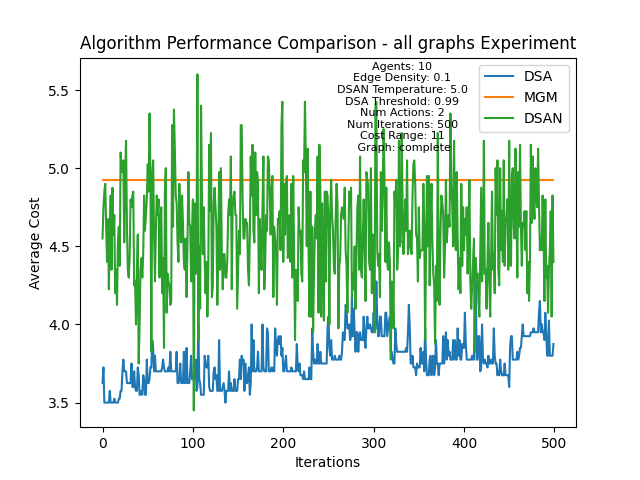 Algorithm Performance Comparison - all graphs Experiment
Agents: 10
Edge Density: 0.1
DSAN Temperature: 5.0
DSA Threshold: 0.99
Num Actions: 2
Num Iterations: 500
Cost Range: 11
Graph: complete
DSA
MGM
DSAN
Average Cost
5.5
5.0
4.5
4.0
3.5
0
100
200
300
400
500
Iterations